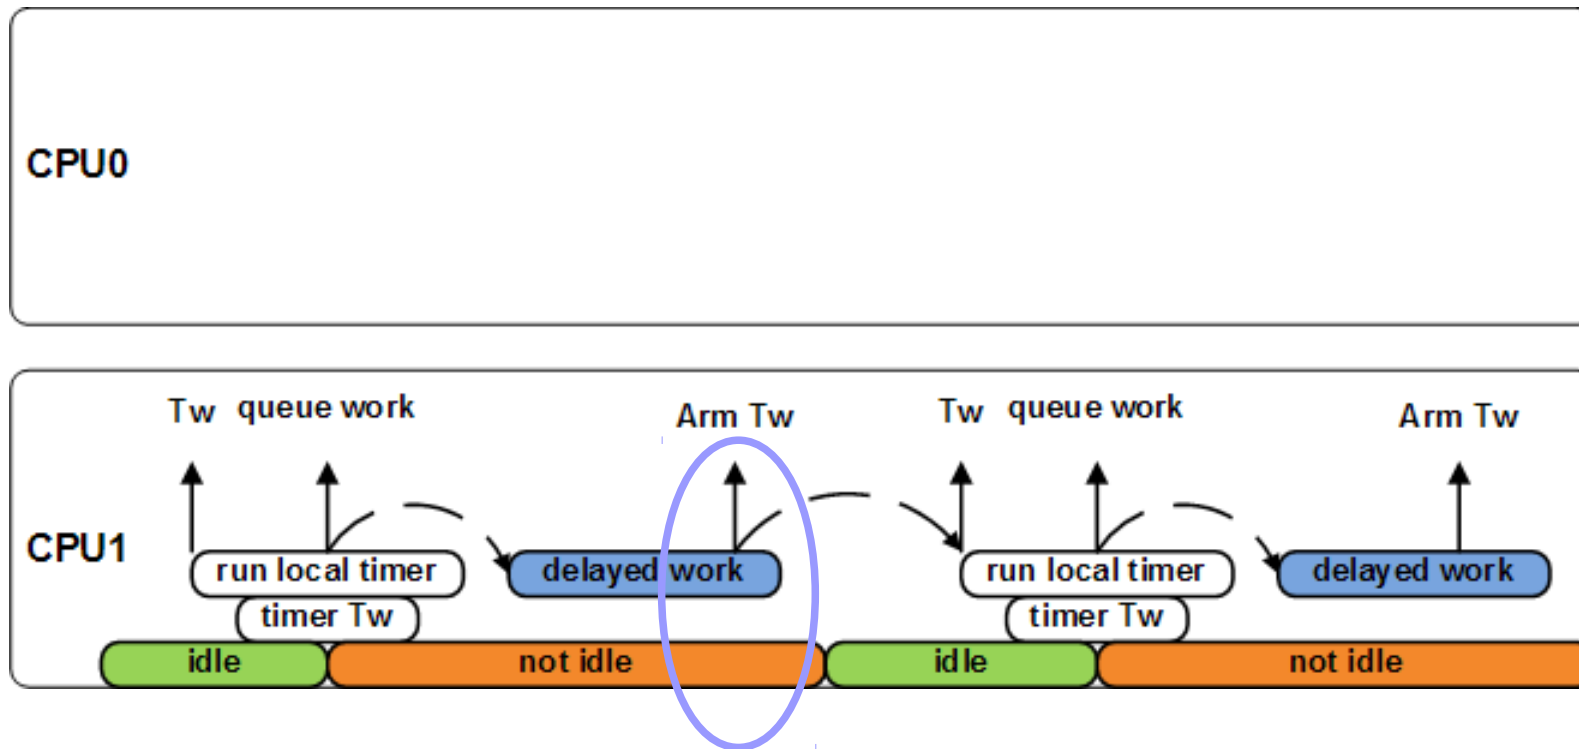 CPU0
Tw queue work Arm Tw Tw queue work Arm Tw
CPU1
run local timer delayed work run local timer delayed work
timer Tw timer Tw
idle not idle idle not idle